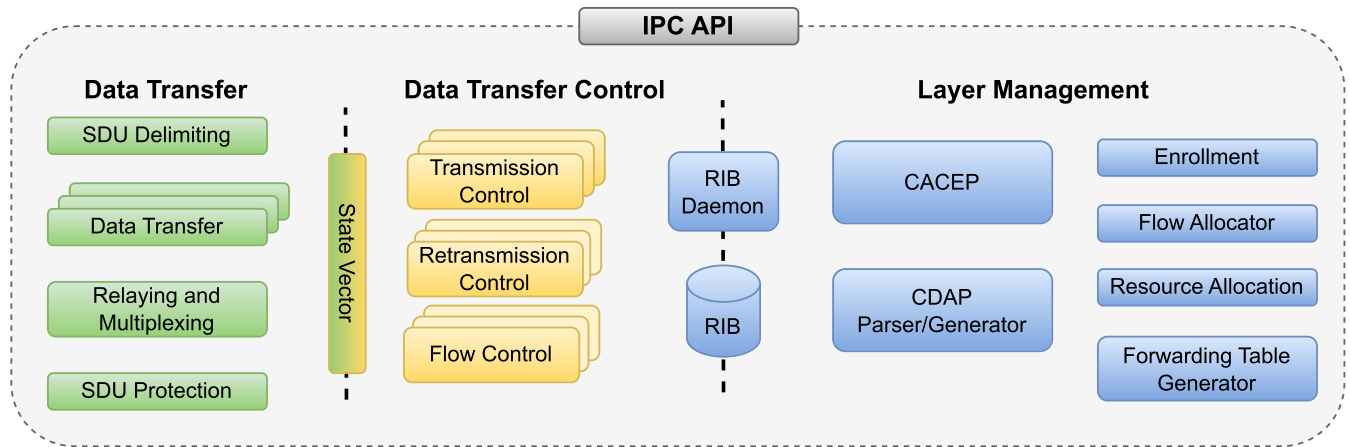 IPC API
Data Transfer
SDU Delimiting
Data Transfer
Relaying and
Multiplexing
SDU Protection
State Vector
Data Transfer Control
Transmission
Control
Retransmission
Control
Flow Control
RIB
Daemon
RIB
Layer Management
CACEP
CDAP
Parser/Generator
Enrollment
Flow Allocator
Resource Allocation
Forwarding Table
Generator